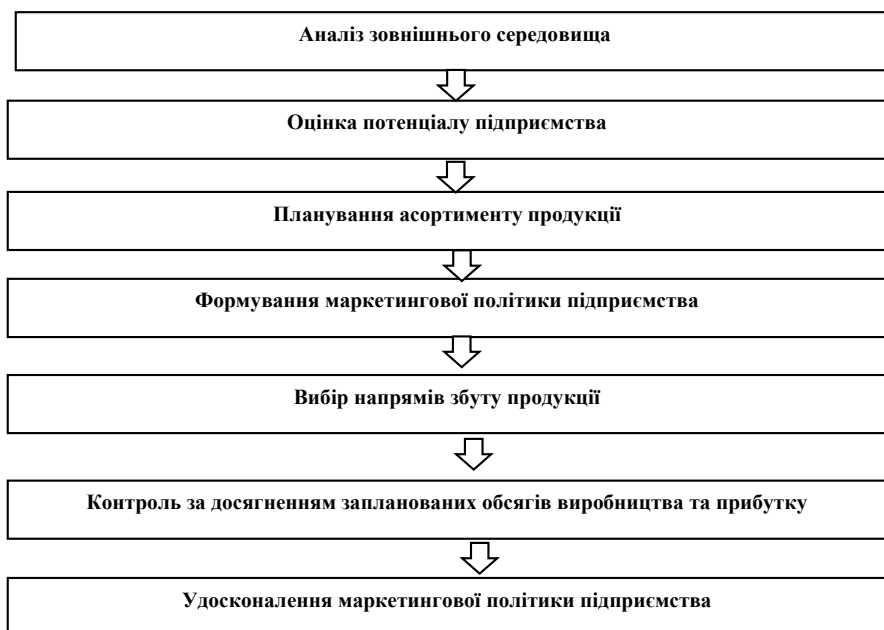 Аналіз зовнішнього середовища
Оцінка потенціалу підприємства
Планування асортименту продукції
Формування маркетингової політики підприємства
Вибір напрямів збуту продукції
Контроль за досягненням запланованих обсягів виробництва та прибутку
Удосконалення маркетингової політики підприємства